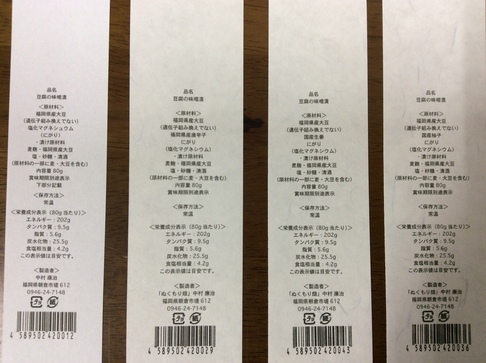 品名
豆腐の味噌漬
<原材料>
福岡県産大豆
(遺伝子組み換えでない)
塩化マグネシュウム
(にがり)
・漬け原材料
麦麹・福岡県産大豆
塩・砂糖・清酒
(原材料の一部に麦・大豆を含む)
内容量 80g
賞味期限別途表示
下部分記載
<保存方法>
常温
<栄養成分表示 (80g 当たり)>
エネルギー:202g
タンパク質:9.5g
脂質:5.6g
炭水化物:25.5g
食塩相当量:4.2g
この表示値は目安です。
<製造者>
中村 廉治
福岡県朝倉市堤 612
0946-24-7148
4589502420012
品名
豆腐の味噌漬
<原材料>
福岡県産大豆
(遺伝子組み換えでない)
福岡県産唐辛子
にがり
(塩化マグネシウム)
・漬け原材料
麦麹・福岡県産大豆
塩・砂糖・清酒
(原材料の一部に麦・大豆を含む)
内容量 80g
賞味期限別途表示
<保存方法>
常温
<栄養成分表示 (80g 当たり)>
エネルギー:202g
タンパク質:9.5g
脂質:5.6g
炭水化物:25.5g
食塩相当量:4.2g
この表示値は目安です。
<製造者>
「ぬくもり畑」中村 廉治
福岡県朝倉市堤 612
0946-24-7148
4589502420029
品名
豆腐の味噌漬
<原材料>
福岡県産大豆
(遺伝子組み換えでない)
国産生姜
にがり
(塩化マグネシウム)
・漬け原材料
麦麹・福岡県産大豆
塩・砂糖・清酒
(原材料の一部に麦・大豆を含む)
内容量 80g
賞味期限別途表示
<保存方法>
常温
<栄養成分表示 (80g 当たり)>
エネルギー:202g
タンパク質:9.5g
脂質:5.6g
炭水化物:25.5g
食塩相当量:4.2g
この表示値は目安です。
<製造者>
「ぬくもり畑」中村 廉治
福岡県朝倉市堤 612
0946-24-7148
4589502420043
品名
豆腐の味噌漬
<原材料>
福岡県産大豆
(遺伝子組み換えでない)
国産柚子
にがり
(塩化マグネシウム)
・漬け原材料
麦麹・福岡県産大豆
塩・砂糖・清酒
(原材料の一部に麦・大豆を含む)
内容量 80g
賞味期限別途表示
<保存方法>
常温
<栄養成分表示 (80g 当たり)>
エネルギー:202g
タンパク質:9.5g
脂質:5.6g
炭水化物:25.5g
食塩相当量:4.2g
この表示値は目安です。
<製造者>
「ぬくもり畑」中村 廉治
福岡県朝倉市堤 612
0946-24-7148
4589502420036